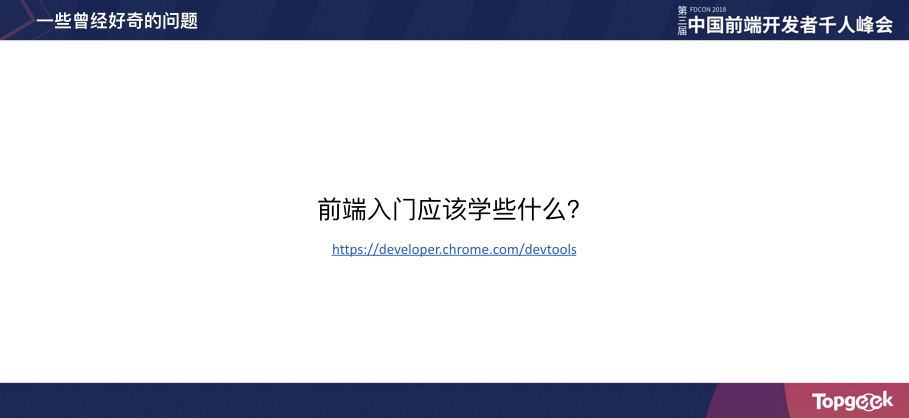 一些曾经好奇的问题
第三届
FDCON 2018
中国前端开发者千人峰会
前端入门应该学些什么?
https://developer.chrome.com/devtools
Topgeek